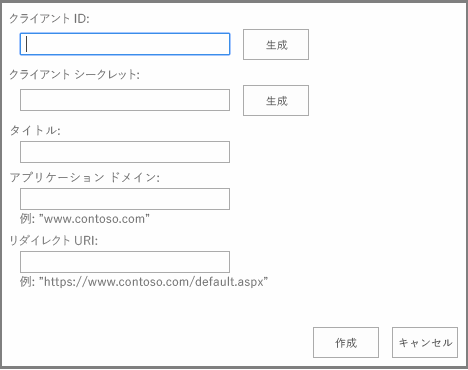 クライアント ID:
生成
クライアント シークレット:
生成
タイトル:
アプリケーション ドメイン:
例: "www.contoso.com"
リダイレクト URI:
例: "https://www.contoso.com/default.aspx"
作成 キャンセル